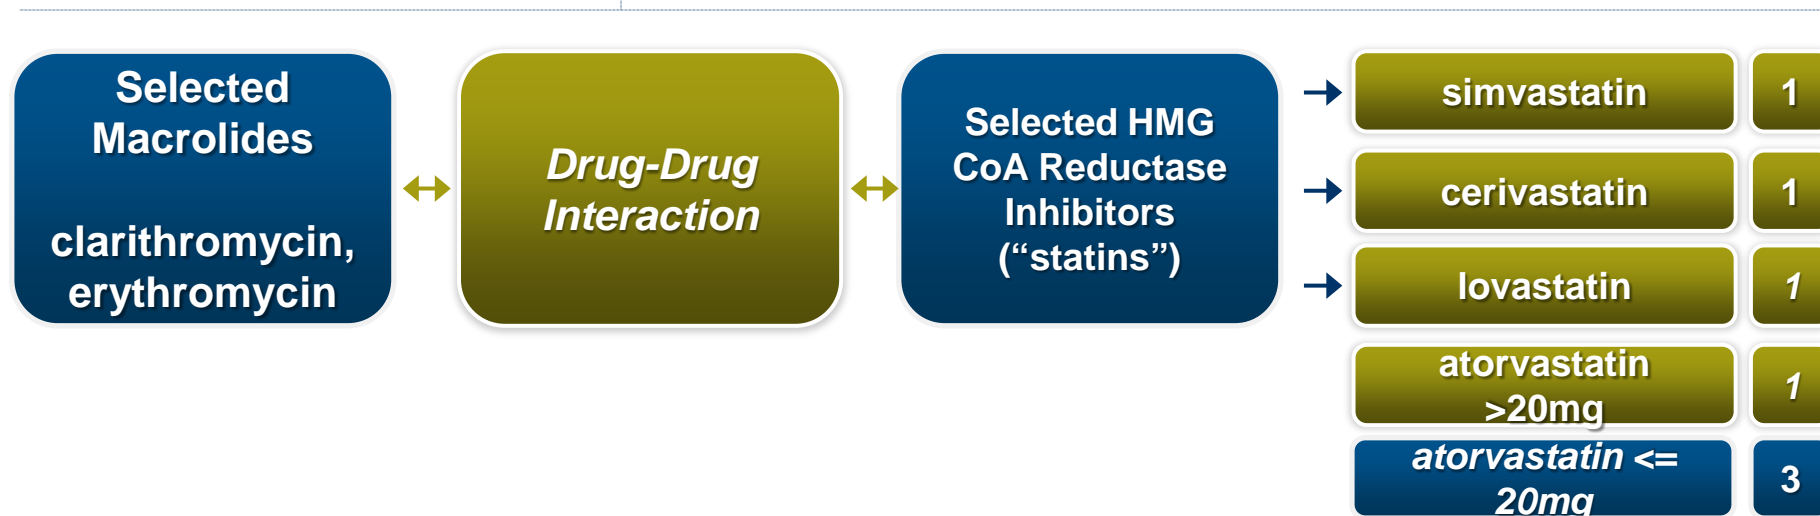 Selected
Macrolides
clarithromycin,
erythromycin
Drug-Drug
Interaction
Selected HMG
CoA Reductase
Inhibitors
(“statins”)
simvastatin
1
cerivastatin
1
lovastatin
1
atorvastatin
>20mg
1
atorvastatin <=
20mg
3